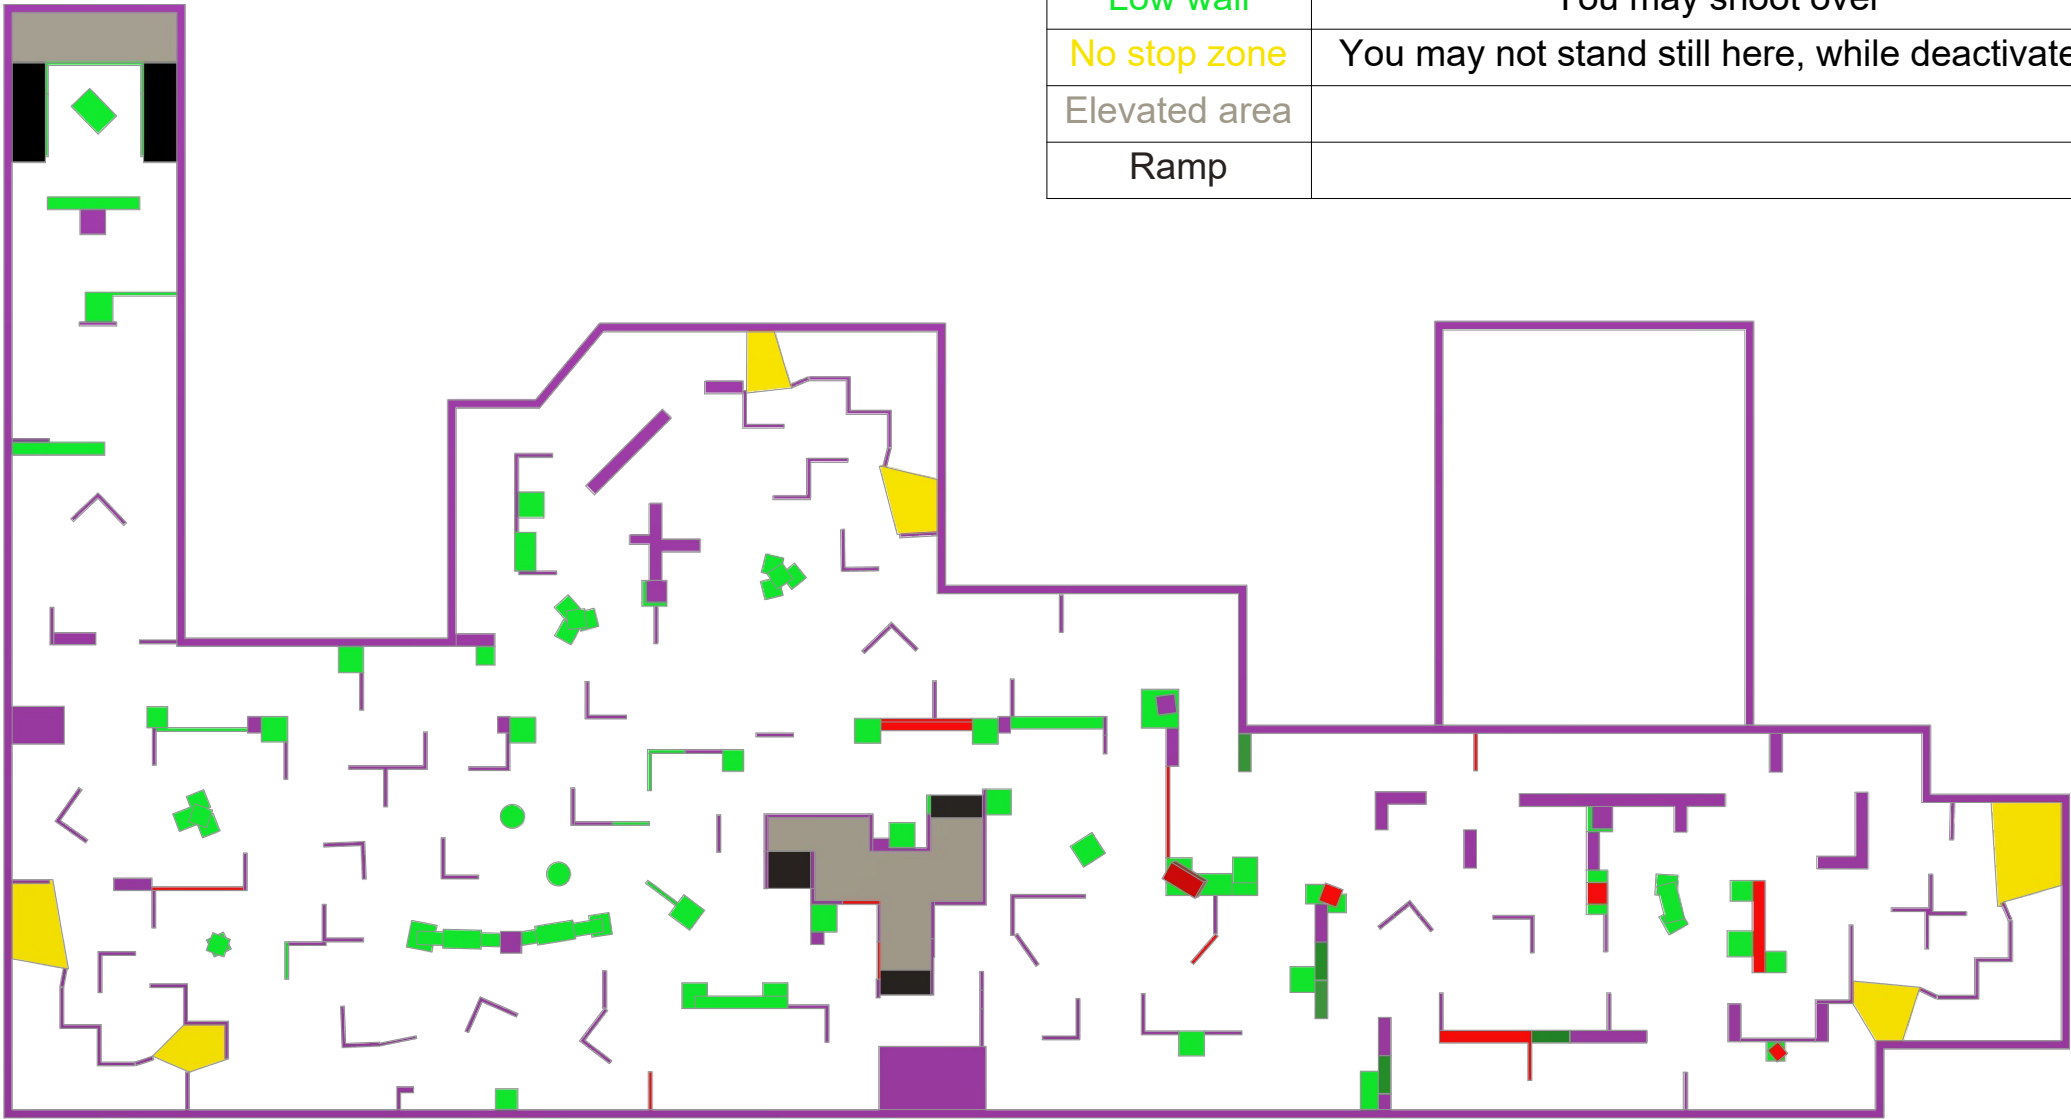 Low wall You may shoot over
No stop zone You may not stand still here, while deactivate
Elevated area
Ramp